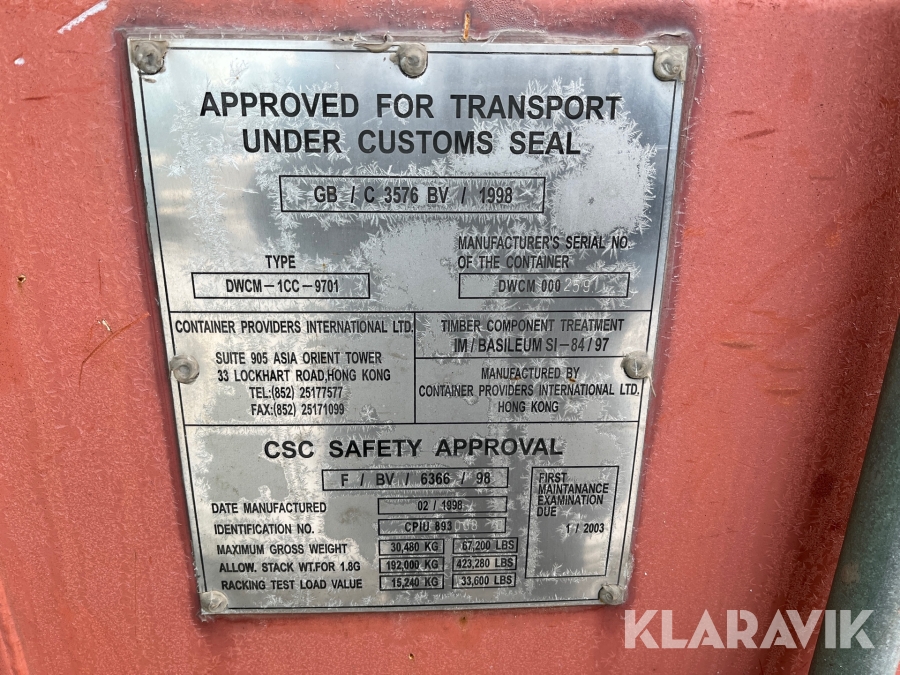 APPROVED FOR TRANSPORT
UNDER CUSTOMS SEAL
GB / C 3576 BV / 1998
TYPE
DWCM-1CC-9701
MANUFACTURER'S SERIAL NO.
OF THE CONTAINER
DWCM 000
CONTAINER PROVIDERS INTERNATIONAL LTD.
SUITE 905 ASIA ORIENT TOWER
33 LOCKHART ROAD,HONG KONG
TEL:(852) 25177577
FAX:(852) 25171099
TIMBER COMPONENT TREATMENT
IM / BASILEUM SI-84 / 97
MANUFACTURED BY
CONTAINER PROVIDERS INTERNATIONAL LTD.
HONG KONG
CSC SAFETY APPROVAL
F / BV / 6366 / 98
DATE MANUFACTURED 02 / 1998
IDENTIFICATION NO. CPIU 893
MAXIMUM GROSS WEIGHT 30,480 KG 67,200 LBS
ALLOW. STACK WT.FOR 1.8G 192,000 KG 423,280 LBS
RACKING TEST LOAD VALUE 15,240 KG 33,600 LBS
FIRST
MAINTANANCE
EXAMINATION
DUE
1 / 2003
KLARAVIK